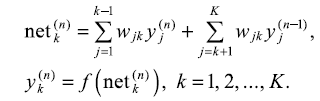 net_k^{(n)} = \sum_{j=1}^{k-1} w_{jk} y_j^{(n)} + \sum_{j=k+1}^{K} w_{jk} y_j^{(n-1)},
y_k^{(n)} = f(net_k^{(n)}), k = 1, 2, ..., K.